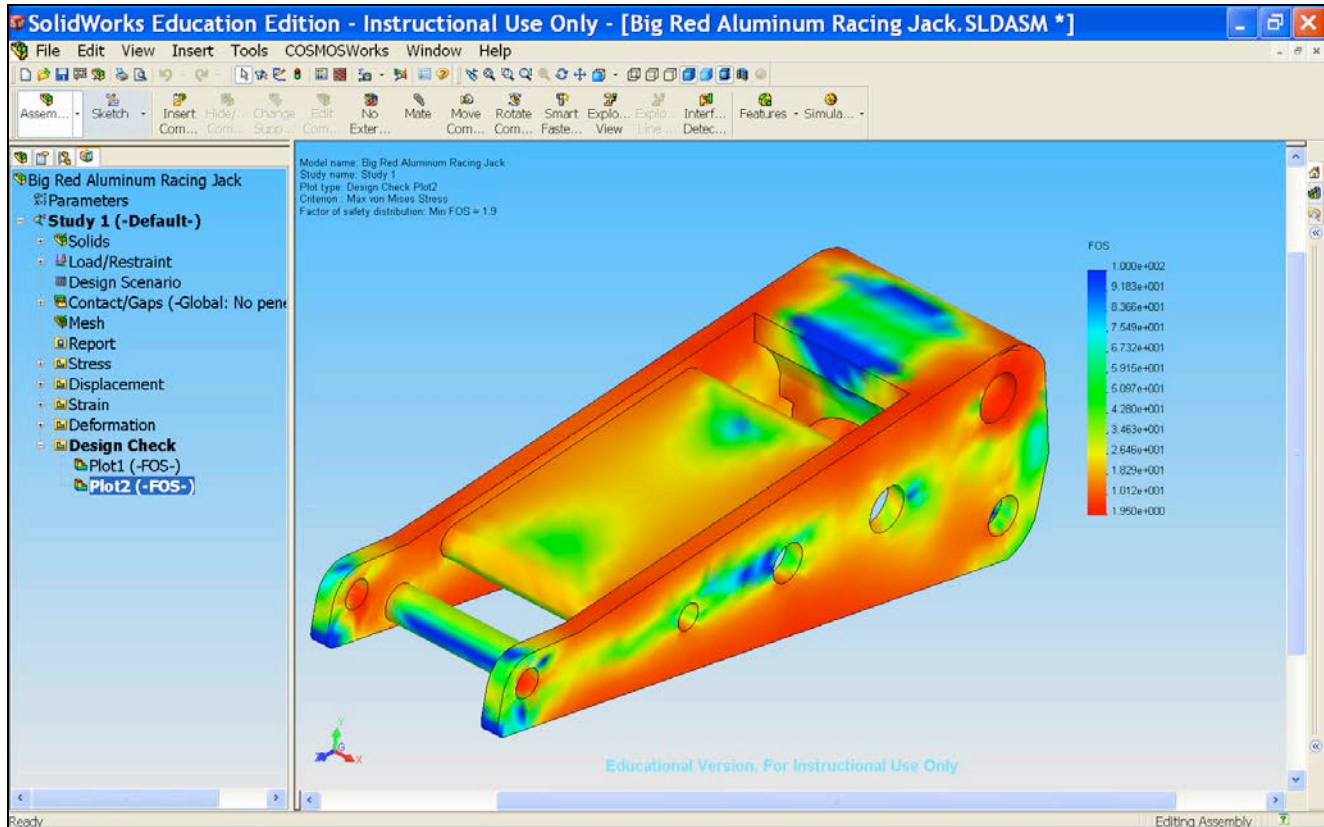 SolidWorks Education Edition - Instructional Use Only - [Big Red Aluminum Racing Jack.SLDASM *]
File Edit View Insert Tools COSMOSWorks Window Help
Assem... Sketch Insert Com... Hide/... Com... Change Supp... Edit Com... No Exter... Mate Move Com... Rotate Com... Smart Faste... Explo... View Explo... Line ... Interf... Detec... Features Simula...
Big Red Aluminum Racing Jack
Parameters
Study 1 (-Default-)
Solids
Load/Restraint
Design Scenario
Contact/Gaps (-Global: No pene
Mesh
Report
Stress
Displacement
Strain
Deformation
Design Check
Plot1 (-FOS-)
Plot2 (-FOS-)
Model name: Big Red Aluminum Racing Jack
Study name: Study 1
Plot type: Design Check Plot2
Criterion : Max von Mises Stress
Factor of safety distribution: Min FOS = 1.9
FOS
1.000e+002
9.183e+001
8.366e+001
7.549e+001
6.732e+001
5.915e+001
5.097e+001
4.280e+001
3.463e+001
2.646e+001
1.829e+001
1.012e+001
1.950e+000
Y
G
X
Educational Version. For Instructional Use Only
Ready
Editing Assembly